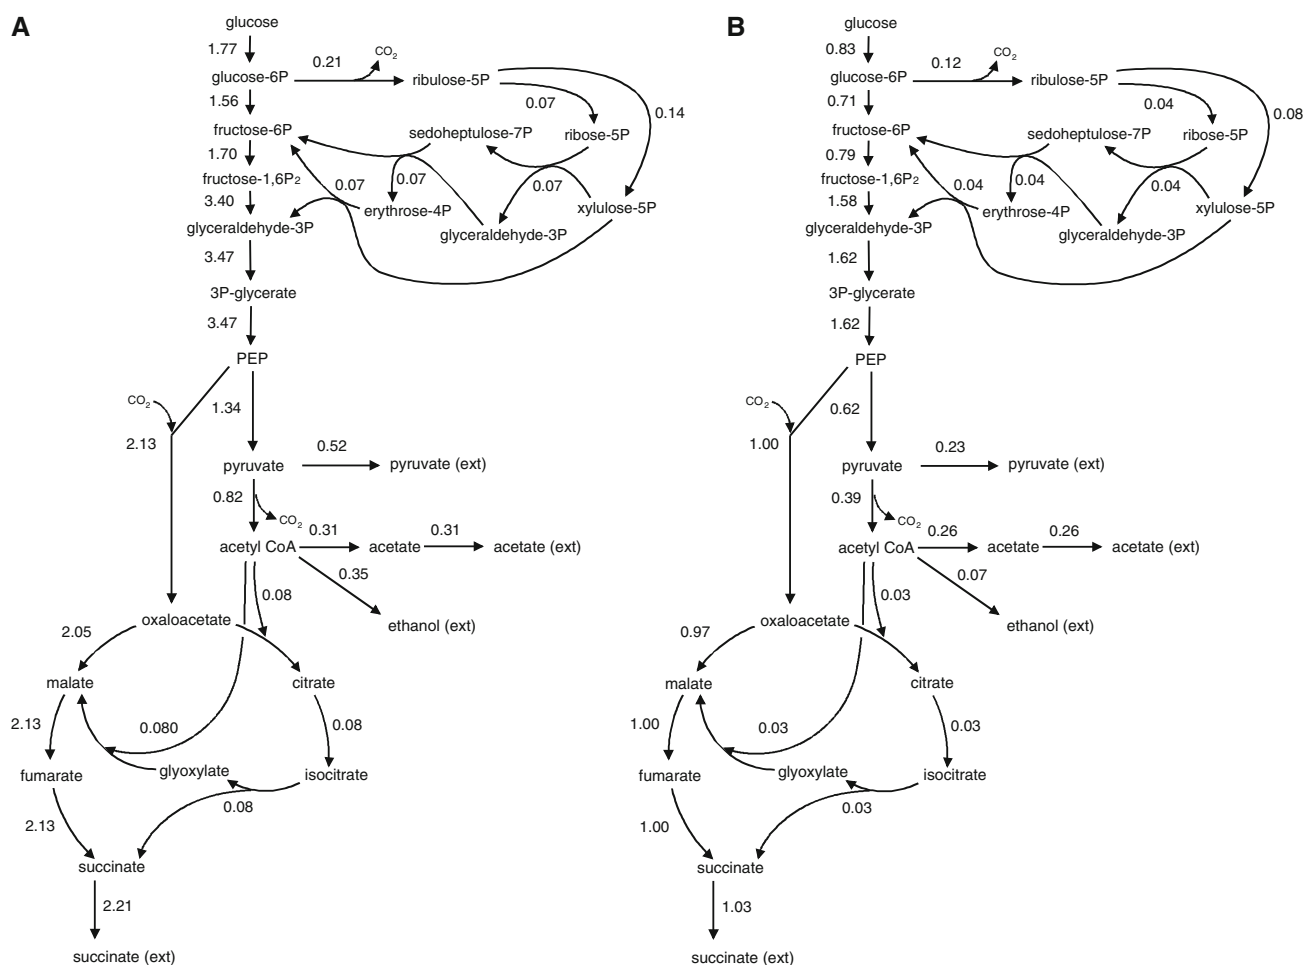 A
glucose
1.77
glucose-6P
0.21
CO2
ribulose-5P
1.56
0.07
0.14
fructose-6P
sedoheptulose-7P
ribose-5P
1.70
fructose-1,6P2
0.07
0.07
0.07
3.40
erythrose-4P
xylulose-5P
glyceraldehyde-3P
glyceraldehyde-3P
3.47
3P-glycerate
3.47
PEP
CO2
1.34
2.13
0.52
pyruvate
pyruvate (ext)
0.82
CO2
0.31
0.31
acetyl CoA
acetate
acetate (ext)
0.35
0.08
oxaloacetate
ethanol (ext)
2.05
malate
citrate
2.13
0.080
0.08
fumarate
glyoxylate
isocitrate
0.08
2.13
succinate
2.21
succinate (ext)
B
glucose
0.83
glucose-6P
0.12
CO2
ribulose-5P
0.71
0.04
0.08
fructose-6P
sedoheptulose-7P
ribose-5P
0.79
fructose-1,6P2
0.04
0.04
0.04
1.58
erythrose-4P
xylulose-5P
glyceraldehyde-3P
glyceraldehyde-3P
1.62
3P-glycerate
1.62
PEP
CO2
0.62
1.00
0.23
pyruvate
pyruvate (ext)
0.39
CO2
0.26
0.26
acetyl CoA
acetate
acetate (ext)
0.07
0.03
oxaloacetate
ethanol (ext)
0.97
malate
citrate
1.00
0.03
0.03
fumarate
glyoxylate
isocitrate
0.03
1.00
succinate
1.03
succinate (ext)